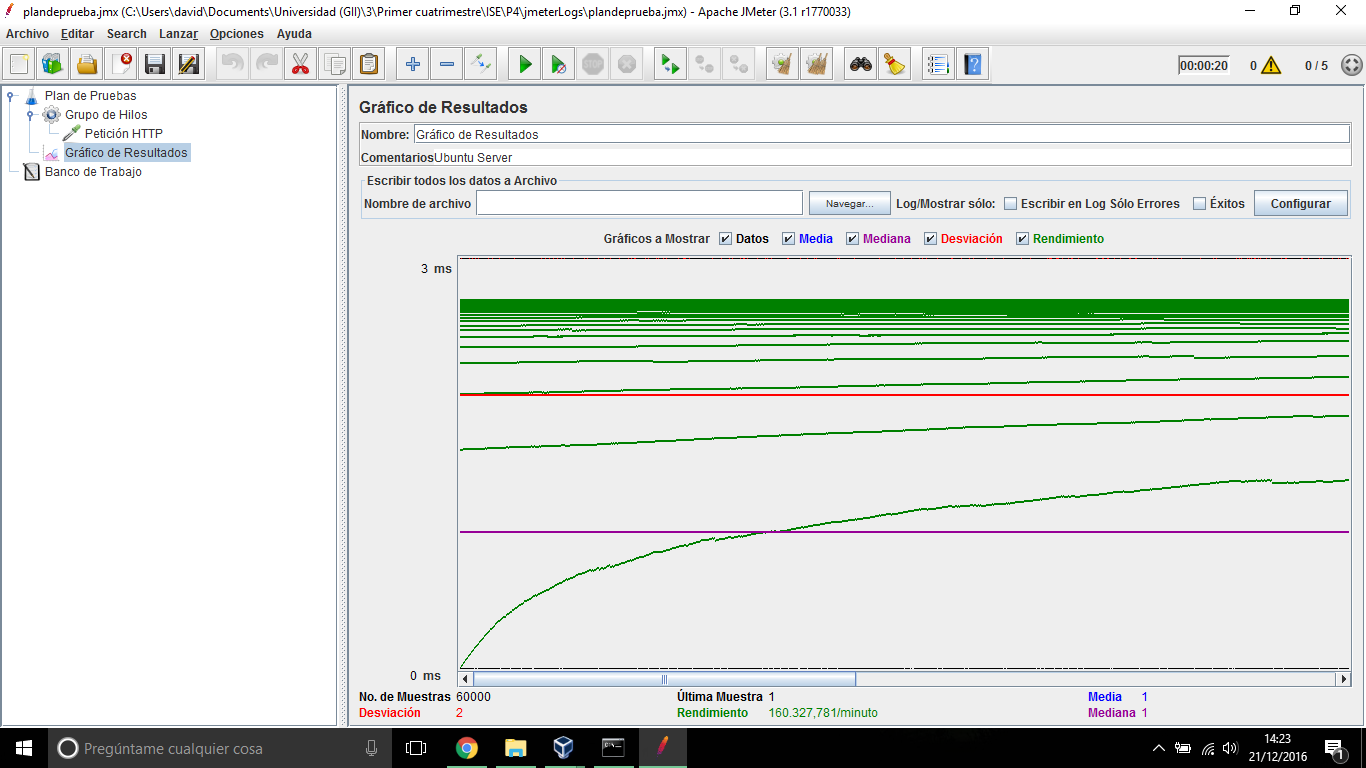 plandeprueba.jmx (C:\Users\david\Documents\Universidad (GII)\3\Primer cuatrimestre\ISE\P4\jmeterLogs\plandeprueba.jmx) - Apache JMeter (3.1 r1770033)
Archivo Editar Search Lanzar Opciones Ayuda
STOP 00:00:20 0 0 / 5
Plan de Pruebas
Grupo de Hilos
Petición HTTP
Gráfico de Resultados
Banco de Trabajo
Gráfico de Resultados
Nombre: Gráfico de Resultados
Comentarios Ubuntu Server
Escribir todos los datos a Archivo
Nombre de archivo Navegar... Log/Mostrar sólo: Escribir en Log Sólo Errores Éxitos Configurar
Gráficos a Mostrar Datos Media Mediana Desviación Rendimiento
3 ms
0 ms
No. de Muestras 60000 Última Muestra 1 Media 1
Desviación 2 Rendimiento 160.327,781/minuto Mediana 1
Pregúntame cualquier cosa
14:23
21/12/2016
1